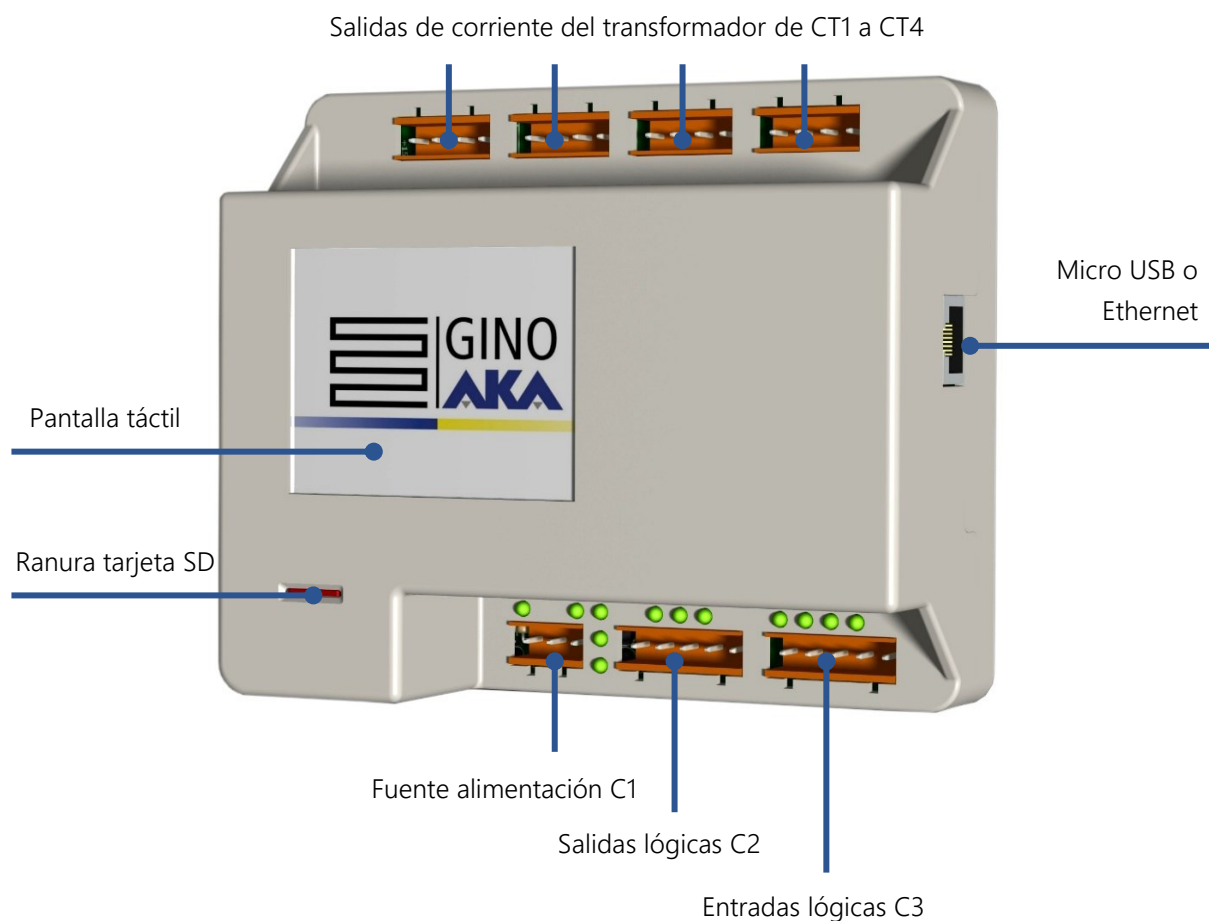 Salidas de corriente del transformador de CT1 a CT4
Micro USB o
Ethernet
GINO
AKA
Pantalla táctil
Ranura tarjeta SD
Fuente alimentación C1
Salidas lógicas C2
Entradas lógicas C3